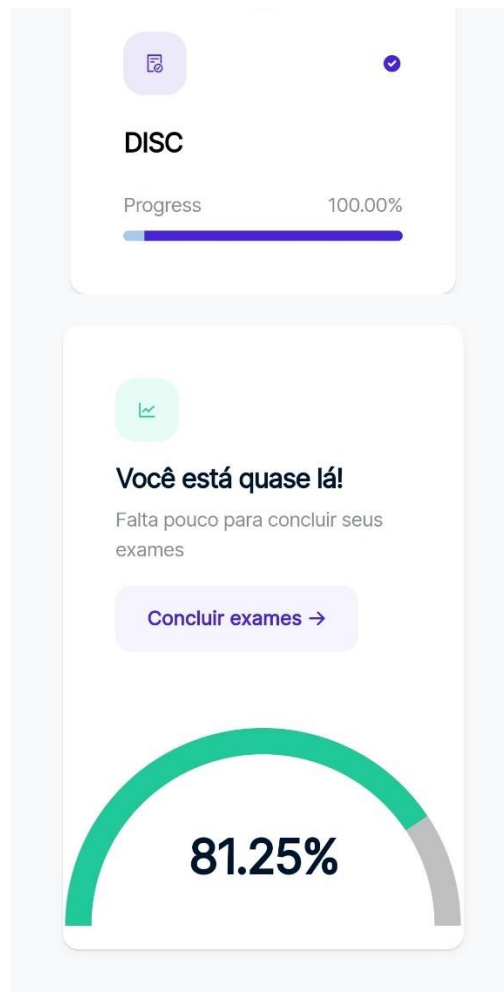 DISC
Progress 100.00%
Você está quase lá!
Falta pouco para concluir seus
exames
Concluir exames →
81.25%